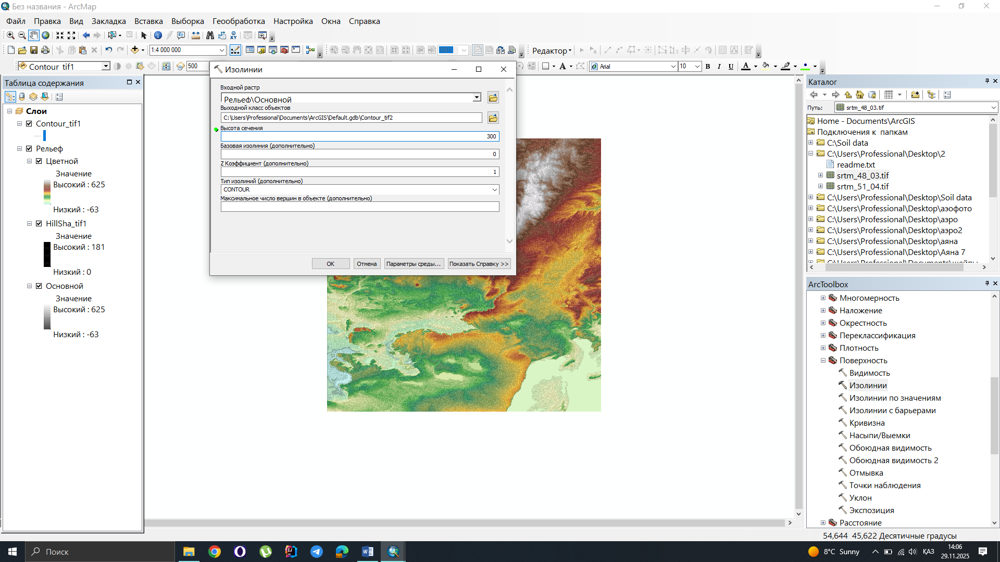 Без названия - ArcMap
Файл Правка Вид Закладка Вставка Выборка Геообработка Настройка Окна Справка
1:4 000 000
100%
Редактор
Contour_tif1
500
Arial
10
B I U A
Изолинии
Входной растр
Рельеф\Основной
Выходной класс объектов
C:\Users\Professional\Documents\ArcGIS\Default.gdb\Contour_tif2
Высота сечения
300
Базовая изолиния (дополнительно)
0
Z Коэффициент (дополнительно)
1
Тип изолиний (дополнительно)
CONTOUR
Максимальное число вершин в объекте (дополнительно)
OK
Отмена
Параметры среды...
Показать Справку >>
Таблица содержания
Слои
Contour_tif1
Рельеф
Цветной
Значение
Высокий : 625
Низкий : -63
HillSha_tif1
Значение
Высокий : 181
Низкий : 0
Основной
Значение
Высокий : 625
Низкий : -63
Каталог
Путь:
srtm_48_03.tif
Home - Documents\ArcGIS
Подключения к папкам
C:\Soil data
C:\Users\Professional\Desktop\2
readme.txt
srtm_48_03.tif
srtm_51_04.tif
C:\Users\Professional\Desktop\Soil data
C:\Users\Professional\Desktop\аэофото
C:\Users\Professional\Desktop\аэро
C:\Users\Professional\Desktop\аэро2
C:\Users\Professional\Desktop\аяна
C:\Users\Professional\Desktop\Аяна 7
C:\Users\Professional\Documents\шейпы
ArcToolbox
Многомерность
Наложение
Окрестность
Переклассификация
Плотность
Поверхность
Видимость
Изолинии
Изолинии по значениям
Изолинии с барьерами
Кривизна
Насыпи/Выемки
Обоюдная видимость
Обоюдная видимость 2
Отмывка
Точки наблюдения
Уклон
Экспозиция
Расстояние
54,644 45,622 Десятичные градусы
Поиск
8°C Sunny
ҚАЗ
14:06
29.11.2025